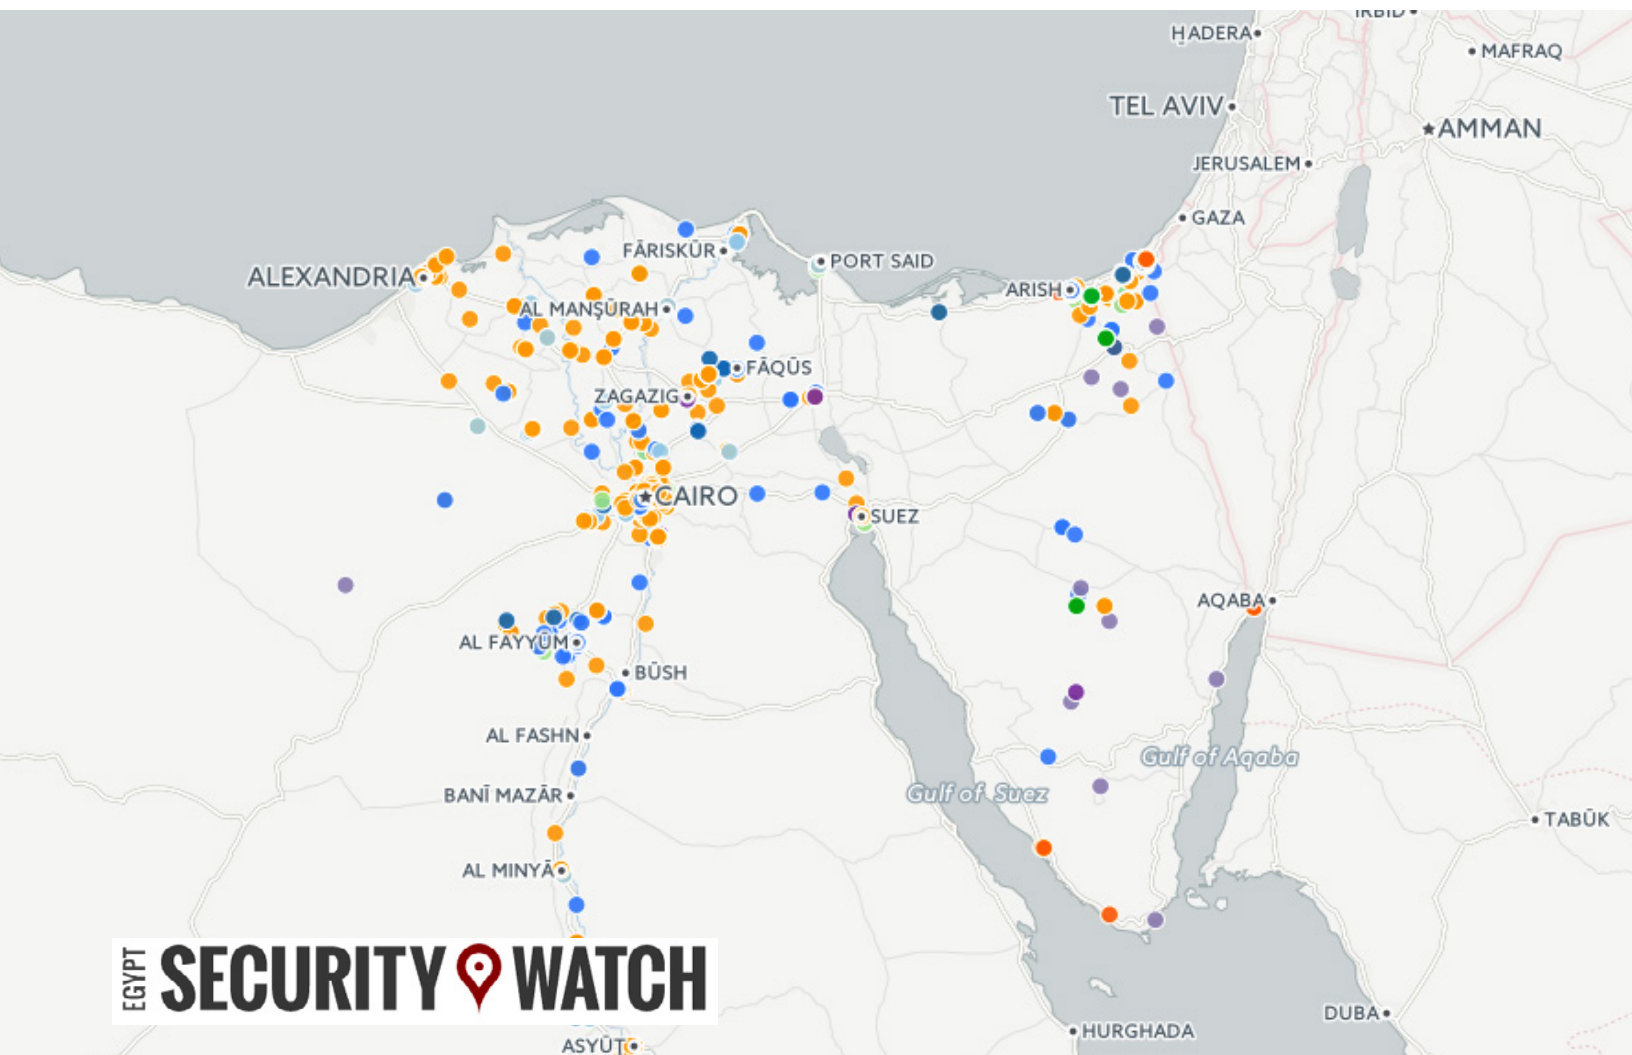 IRBID
HADERA
MAFRAQ
TEL AVIV
AMMAN
JERUSALEM
GAZA
FĀRISKŪR
PORT SAID
ALEXANDRIA
ARISH
AL MANŞŪRAH
FĀQŪS
ZAGAZIG
CAIRO
SUEZ
AQABA
AL FAYYŪM
BŪSH
AL FASHN
Gulf of Aqaba
BANĪ MAZĀR
Gulf of Suez
TABŪK
AL MINYĀ
EGYPT
SECURITY WATCH
DUBA
HURGHADA
ASYŪŢ